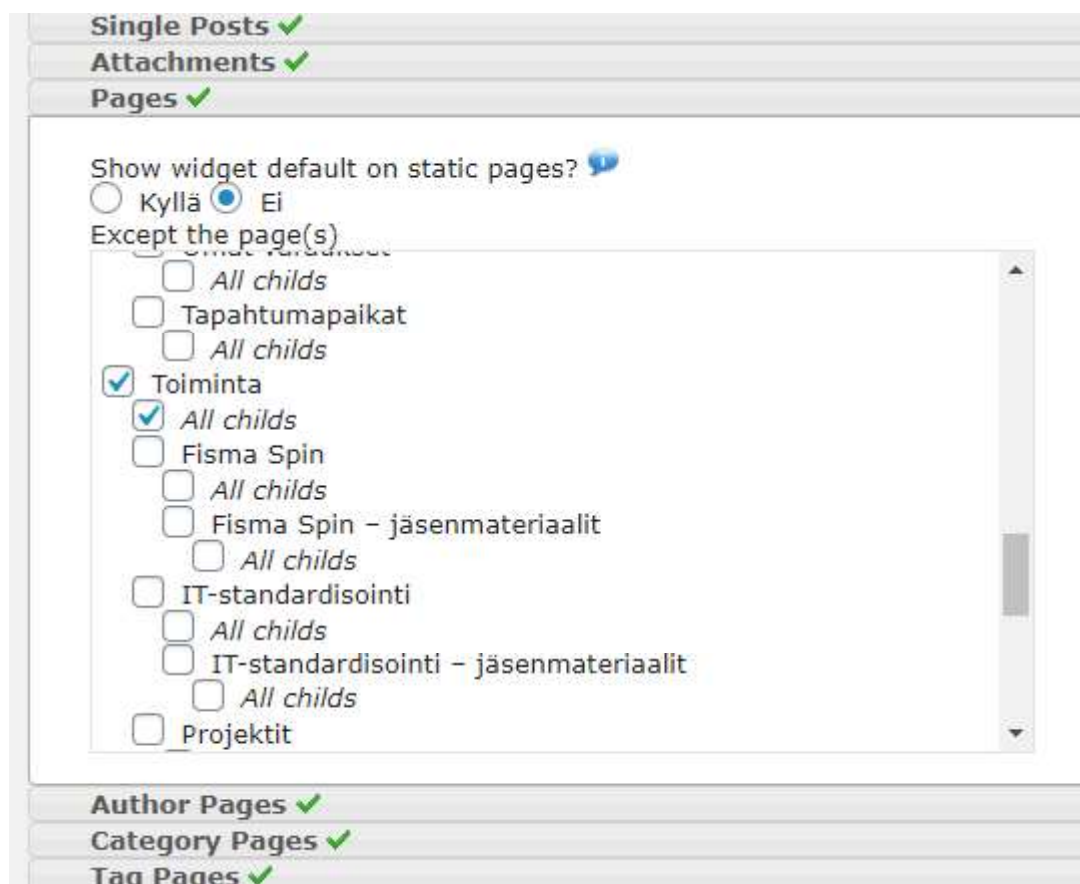 Single Posts
Attachments
Pages
Show widget default on static pages?
Kyllä Ei
Except the page(s)
Omat varaukset
All childs
Tapahtumapaikat
All childs
Toiminta
All childs
Fisma Spin
All childs
Fisma Spin – jäsenmateriaalit
All childs
IT-standardisointi
All childs
IT-standardisointi – jäsenmateriaalit
All childs
Projektit
Author Pages
Category Pages
Tag Pages